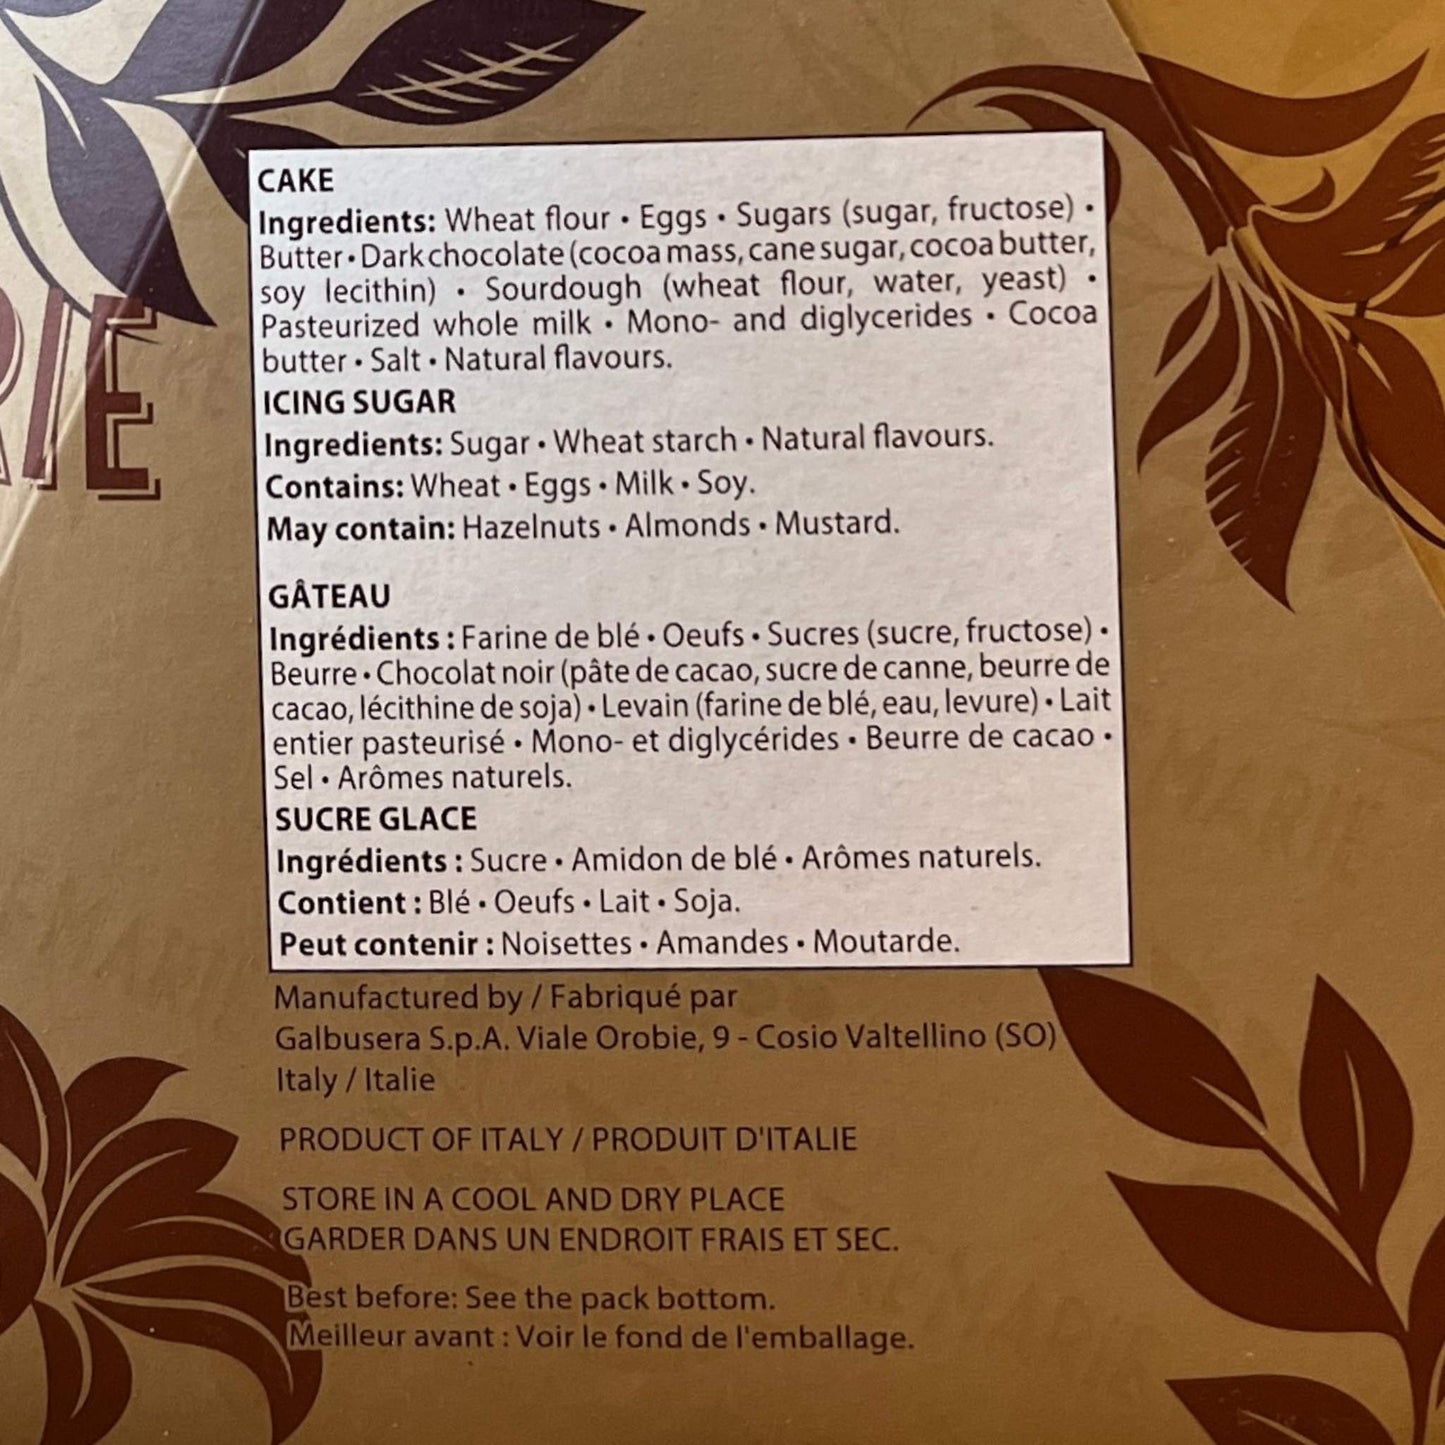 RIE
CAKE
Ingredients: Wheat flour • Eggs • Sugars (sugar, fructose) •
Butter • Dark chocolate (cocoa mass, cane sugar, cocoa butter,
soy lecithin) • Sourdough (wheat flour, water, yeast) •
Pasteurized whole milk • Mono- and diglycerides • Cocoa
butter • Salt • Natural flavours.
ICING SUGAR
Ingredients: Sugar • Wheat starch • Natural flavours.
Contains: Wheat • Eggs • Milk • Soy.
May contain: Hazelnuts • Almonds • Mustard.
GÂTEAU
Ingrédients : Farine de blé • Oeufs • Sucres (sucre, fructose) •
Beurre • Chocolat noir (pâte de cacao, sucre de canne, beurre de
cacao, lécithine de soja) • Levain (farine de blé, eau, levure) • Lait
entier pasteurisé • Mono- et diglycérides • Beurre de cacao •
Sel • Arômes naturels.
SUCRE GLACE
Ingrédients : Sucre • Amidon de blé • Arômes naturels.
Contient : Blé • Oeufs • Lait • Soja.
Peut contenir : Noisettes • Amandes • Moutarde.
Manufactured by / Fabriqué par
Galbusera S.p.A. Viale Orobie, 9 - Cosio Valtellino (SO)
Italy / Italie
PRODUCT OF ITALY / PRODUIT D'ITALIE
STORE IN A COOL AND DRY PLACE
GARDER DANS UN ENDROIT FRAIS ET SEC.
Best before: See the pack bottom.
Meilleur avant : Voir le fond de l'emballage.